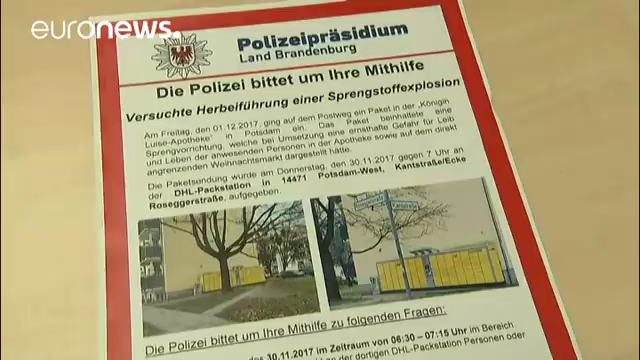 euronews.
Polizeipräsidium
Land Brandenburg
Die Polizei bittet um Ihre Mithilfe
Versuchte Herbeiführung einer Sprengstoffexplosion
Am Freitag, den 01.12.2017, ging auf dem Postweg ein Paket in der "Königin
Luise-Apotheke" in Potsdam ein. Das Paket beinhaltete eine
Sprengvorrichtung, welche bei Umsetzung eine ernsthafte Gefahr für Leib
und Leben der anwesenden Personen in der Apotheke sowie auf dem direkt
angrenzenden Weihnachtsmarkt dargestellt hätte.
Die Paketsendung wurde am Donnerstag, den 30.11.2017 gegen 7 Uhr an
der DHL-Packstation in 14471 Potsdam-West, Kantstraße/Ecke
Roseggerstraße, aufgegeben.
Roseggerstraße
Kantstraße
Die Polizei bittet um Ihre Mithilfe zu folgenden Fragen:
30.11.2017 im Zeitraum von 06:30 – 07:15 Uhr im Bereich
an der dortigen DHL-Packstation Personen oder